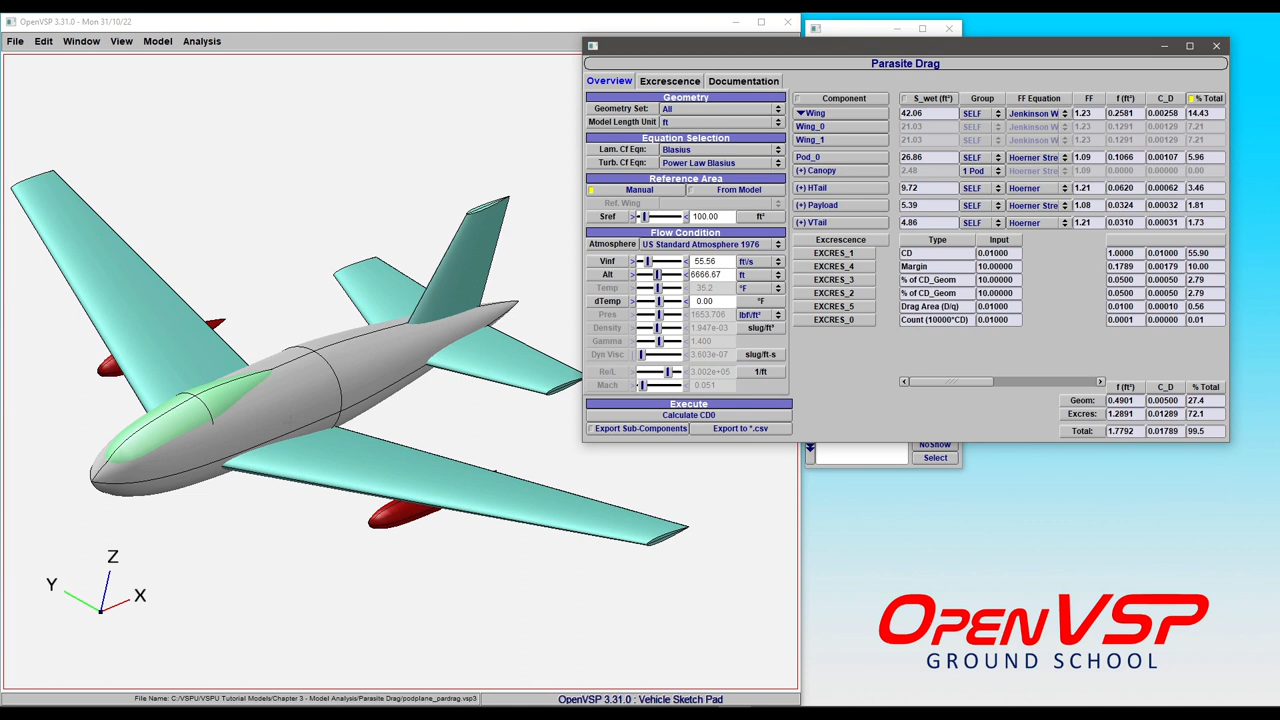 OpenVSP 3.31.0 - Mon 31/10/22
File Edit Window View Model Analysis
Parasite Drag
Overview Excrescence Documentation
Geometry
Geometry Set: All
Model Length Unit ft
Equation Selection
Lam. Cf Eqn: Blasius
Turb. Cf Eqn: Power Law Blasius
Reference Area
Manual From Model
Ref. Wing
Sref > < 100.00 ft²
Flow Condition
Atmosphere US Standard Atmosphere 1976
Vinf > < 55.56 ft/s
Alt > < 6666.67 ft
Temp > < 35.2 °F
dTemp > < 0.00 °F
Pres > < 1653.706 lbf/ft²
Density > < 1.947e-03 slug/ft³
Gamma > < 1.400
Dyn Visc < 3.603e-07 slug/ft-s
Re/L > < 3.002e+05 1/ft
Mach > < 0.051
Execute
Calculate CD0
Export Sub-Components Export to *.csv
Component S_wet (ft²) Group FF Equation FF f (ft²) C_D % Total
Wing 42.06 SELF Jenkinson W 1.23 0.2581 0.00258 14.43
Wing_0 21.03 SELF Jenkinson W 1.23 0.1291 0.00129 7.21
Wing_1 21.03 SELF Jenkinson W 1.23 0.1291 0.00129 7.21
Pod_0 26.86 SELF Hoerner Stre 1.09 0.1066 0.00107 5.96
(+) Canopy 2.48 1 Pod Hoerner Stre 1.09 0.0000 0.00000 0.00
(+) HTail 9.72 SELF Hoerner 1.21 0.0620 0.00062 3.46
(+) Payload 5.39 SELF Hoerner Stre 1.08 0.0324 0.00032 1.81
(+) VTail 4.86 SELF Hoerner 1.21 0.0310 0.00031 1.73
Excrescence Type Input
EXCRES_1 CD 0.01000 1.0000 0.01000 55.90
EXCRES_4 Margin 10.00000 0.1789 0.00179 10.00
EXCRES_3 % of CD_Geom 10.00000 0.0500 0.00050 2.79
EXCRES_2 % of CD_Geom 10.00000 0.0500 0.00050 2.79
EXCRES_5 Drag Area (D/q) 0.01000 0.0100 0.00010 0.56
EXCRES_0 Count (10000*CD) 0.01000 0.0001 0.00000 0.01
f (ft²) C_D % Total
Geom: 0.4901 0.00500 27.4
Excres: 1.2891 0.01289 72.1
Total: 1.7792 0.01789 99.5
NoShow
Select
Z
Y
X
OpenVSP
GROUND SCHOOL
File Name: C:/VSPU/VSPU Tutorial Models/Chapter 3 - Model Analysis/Parasite Drag/podplane_pardrag.vsp3
OpenVSP 3.31.0 : Vehicle Sketch Pad